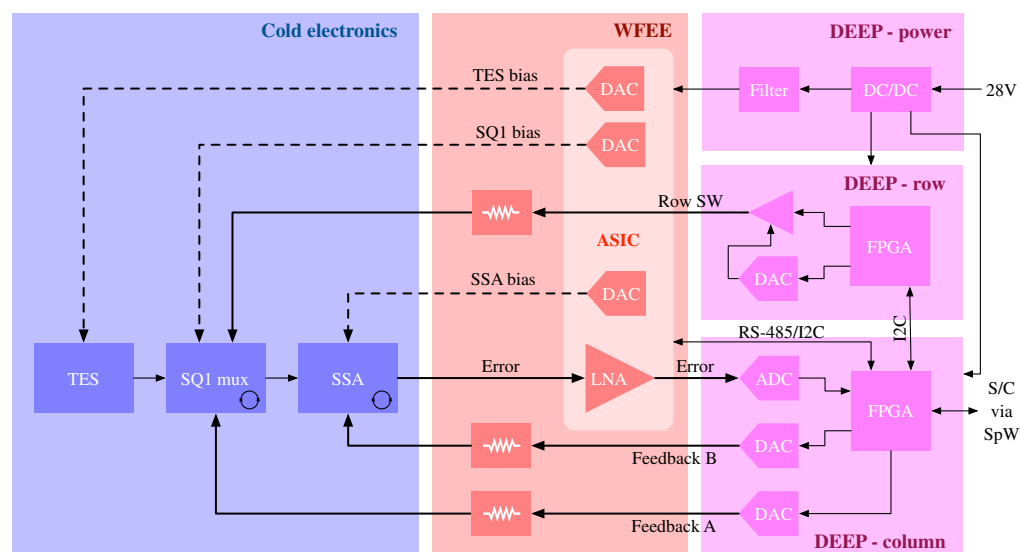 Cold electronics
WFEE
DEEP - power
TES bias
DAC
Filter
DC/DC
28V
SQ1 bias
DAC
DEEP - row
Row SW
FPGA
ASIC
DAC
SSA bias
DAC
I2C
RS-485/I2C
TES
SQ1 mux
SSA
Error
LNA
Error
ADC
FPGA
S/C
via
SpW
DAC
Feedback B
DAC
Feedback A
DEEP - column